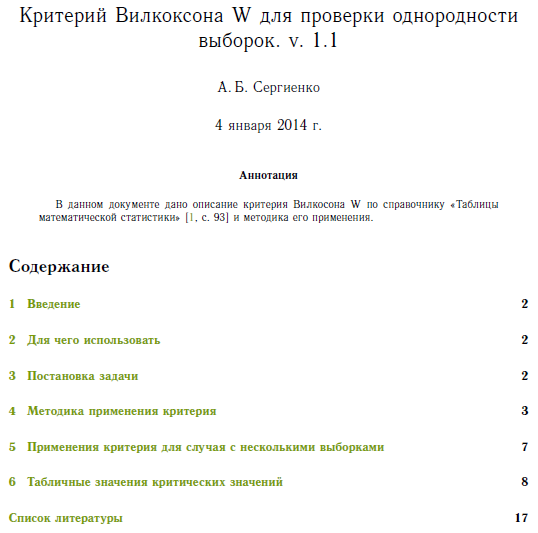 Критерий Вилкоксона W для проверки однородности
выборок. v. 1.1
А. Б. Сергиенко
4 января 2014 г.
Аннотация
В данном документе дано описание критерия Вилкосона W по справочнику «Таблицы
математической статистики» [1, с. 93] и методика его применения.
Содержание
1 Введение 2
2 Для чего использовать 2
3 Постановка задачи 2
4 Методика применения критерия 3
5 Применения критерия для случая с несколькими выборками 7
6 Табличные значения критических значений 8
Список литературы 17